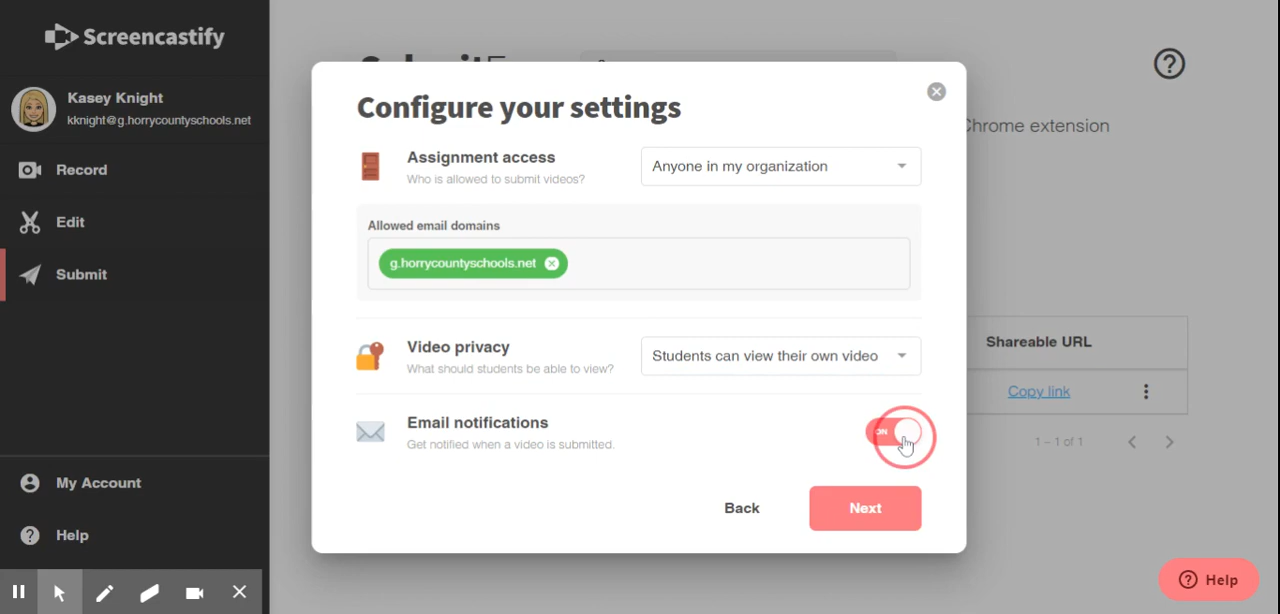 Screencastify
Kasey Knight
kknight@g.horrycountyschools.net
Record
Edit
Submit
My Account
Help
Configure your settings
Assignment access
Who is allowed to submit videos?
Anyone in my organization
Allowed email domains
g.horrycountyschools.net
Video privacy
What should students be able to view?
Students can view their own video
Email notifications
Get notified when a video is submitted.
ON
Back
Next
Chrome extension
Shareable URL
Copy link
1 – 1 of 1
Help